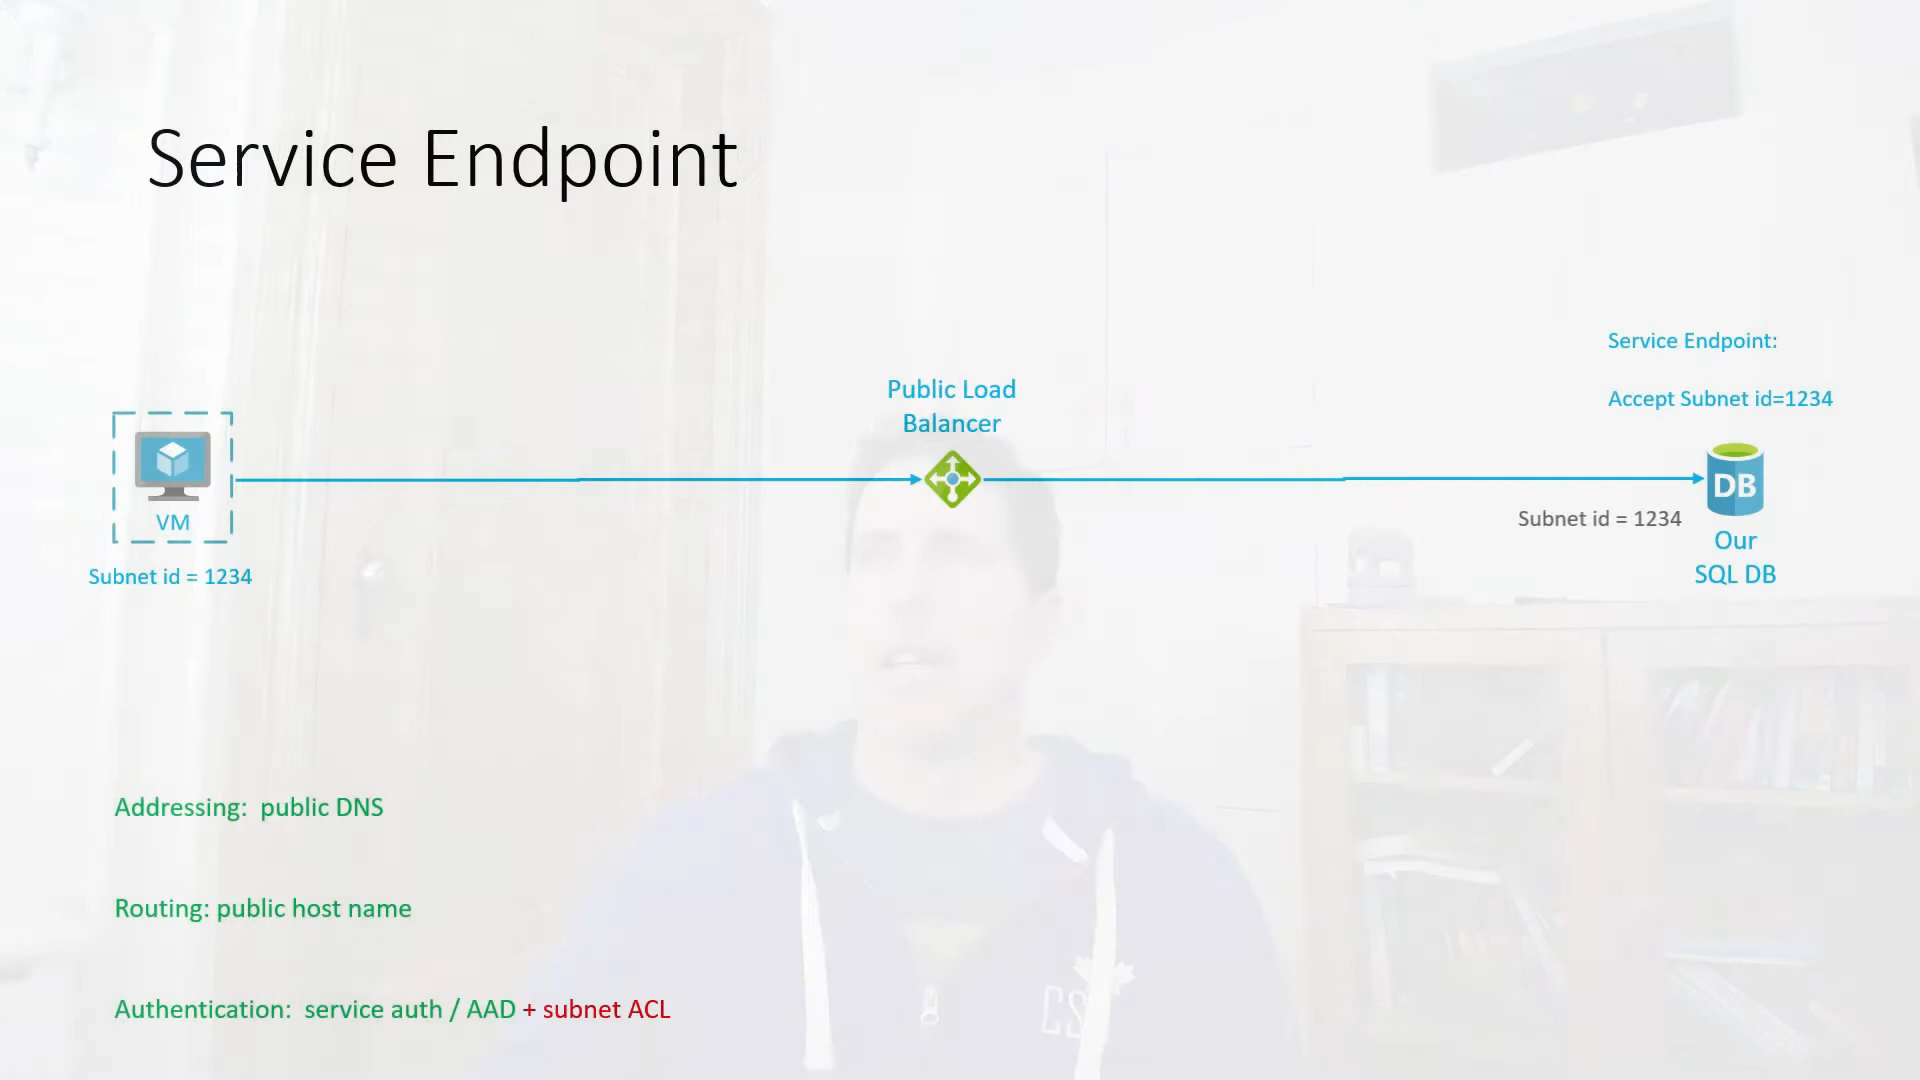 Service Endpoint
Service Endpoint:
Accept Subnet id=1234
Public Load
Balancer
VM
Subnet id = 1234
DB
Subnet id = 1234
Our
SQL DB
Addressing:  public DNS
Routing: public host name
Authentication:  service auth / AAD + subnet ACL